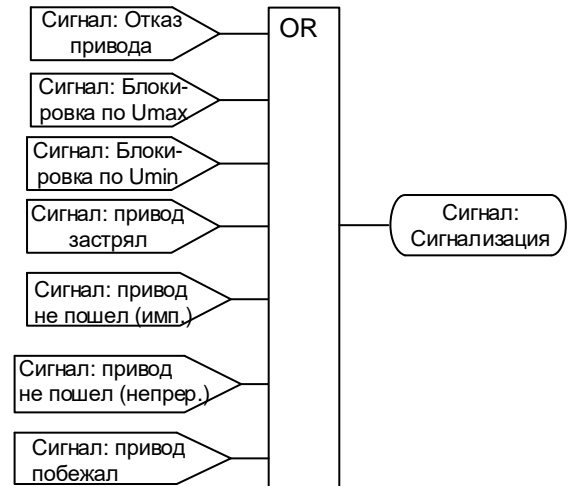 Сигнал: Отказ
привода
OR
Сигнал: Блоки-
ровка по Umax
Сигнал: Блоки-
ровка по Umin
Сигнал: привод
застрял
Сигнал:
Сигнализация
Сигнал: привод
не пошел (имп.)
Сигнал: привод
не пошел (непрер.)
Сигнал: привод
побежал